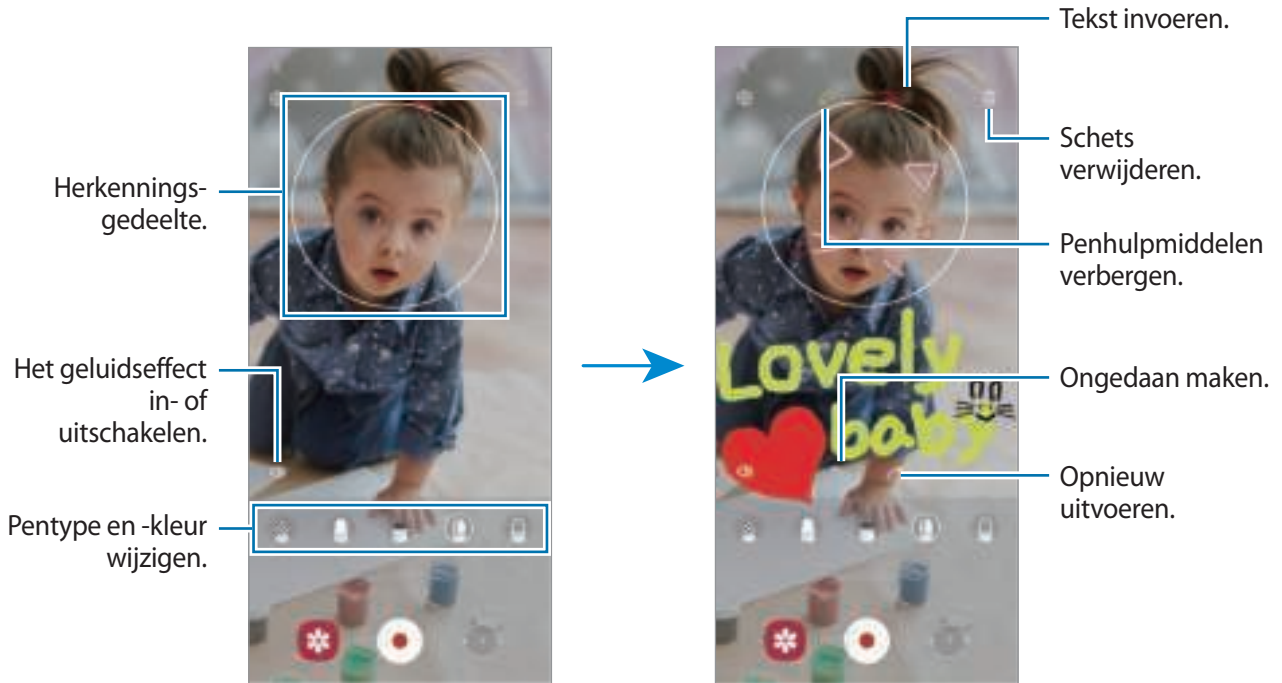 Herkennings-
gedeelte.
Het geluidseffect
in- of
uitschakelen.
Pentype en -kleur
wijzigen.
Tekst invoeren.
Schets
verwijderen.
Penhulpmiddelen
verbergen.
Ongedaan maken.
Opnieuw
uitvoeren.
Lovely
baby